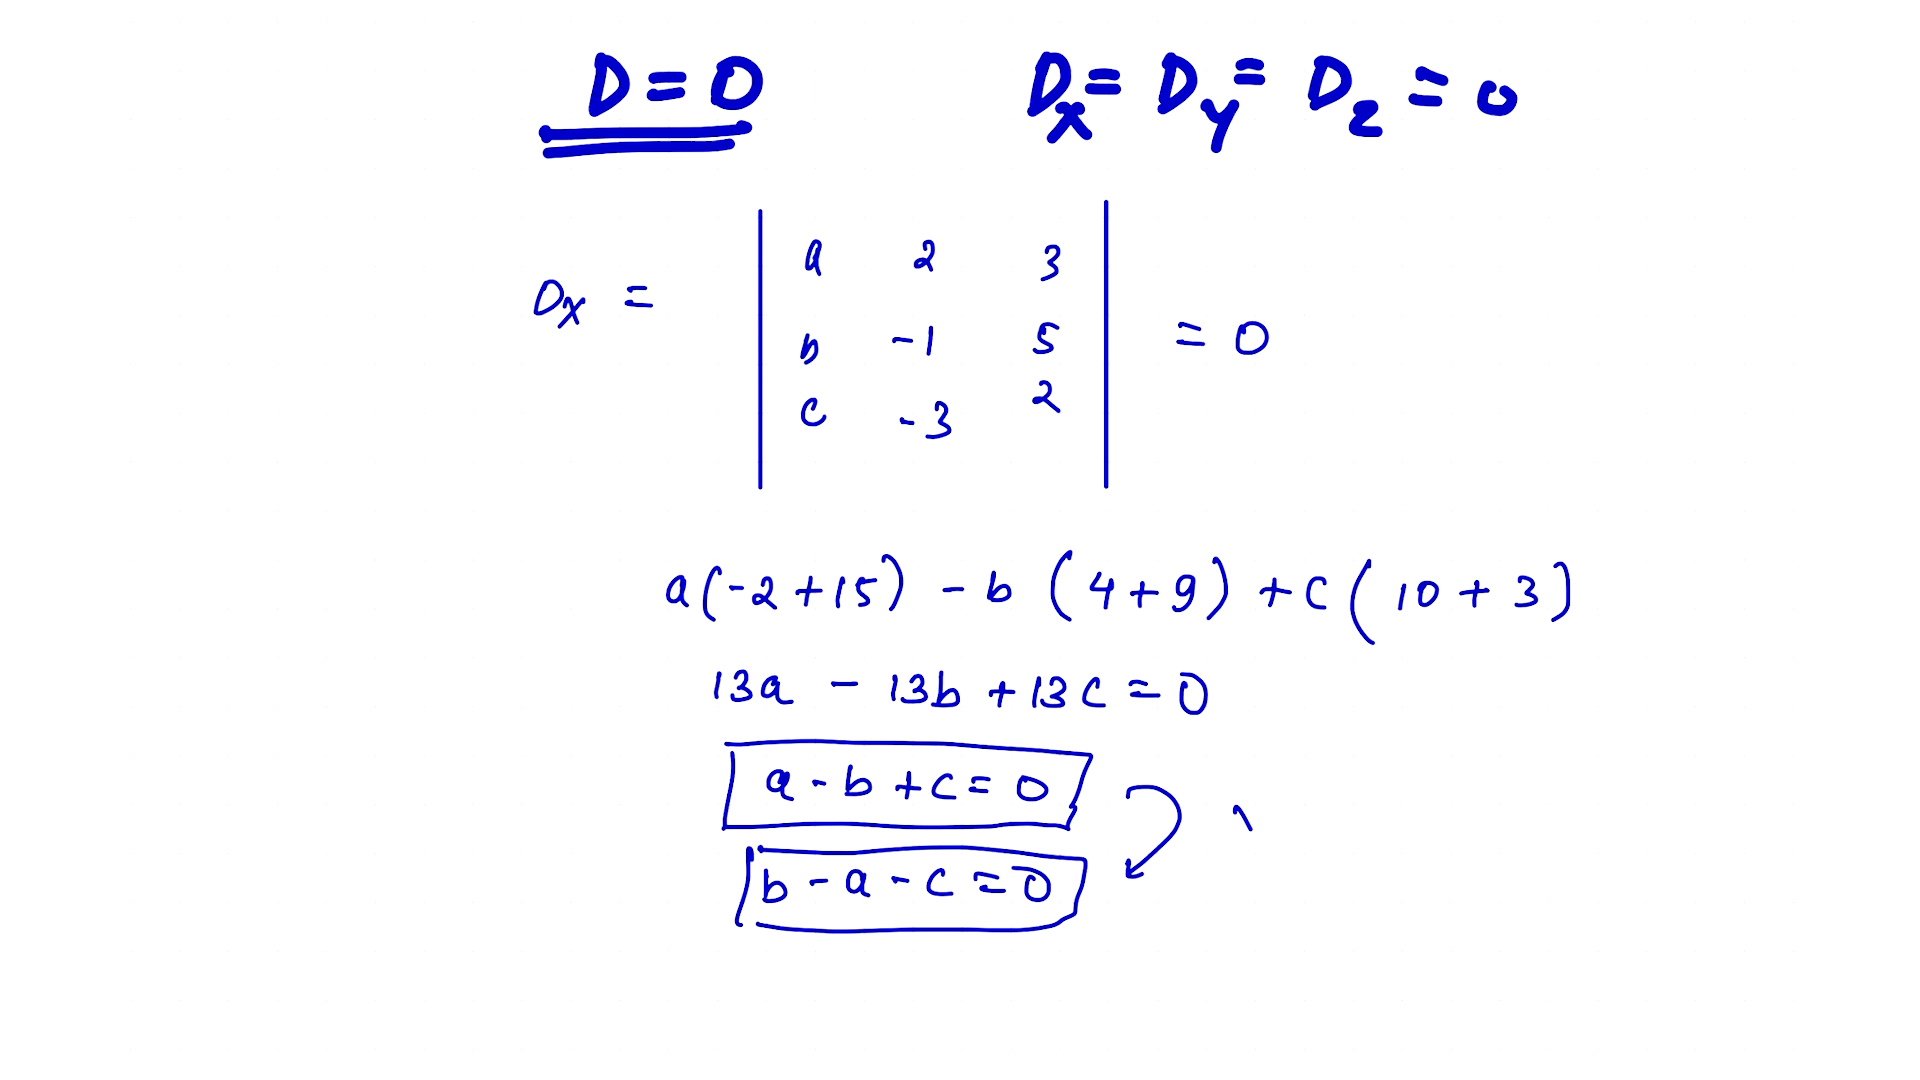 D = 0
Dx = Dy = Dz = 0
a 2 3
Dx =
b -1 5 = 0
c -3 2
a(-2+15) - b (4+9) + c (10+3)
13a - 13b + 13c = 0
a - b + c = 0
b - a - c = 0